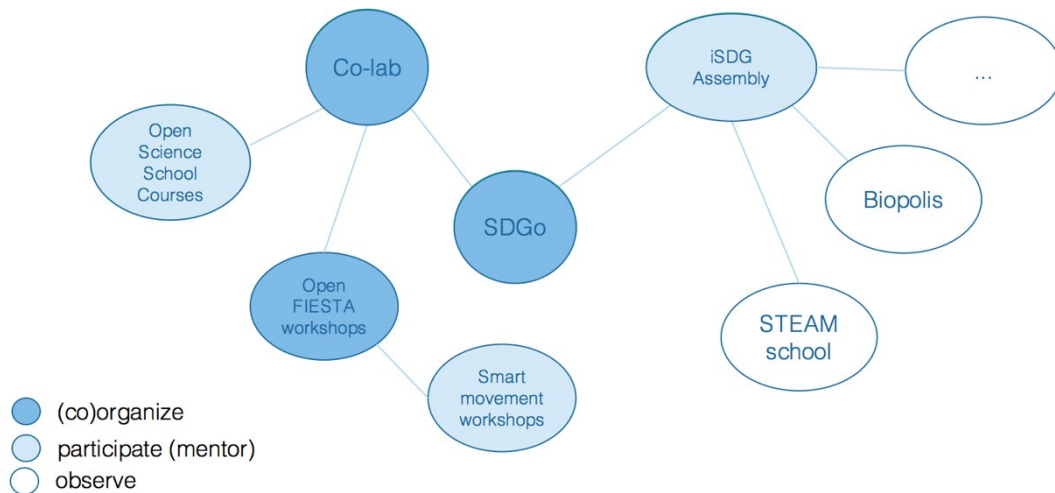 Co-lab
iSDG
Assembly
...
Open
Science
School
Courses
Biopolis
SDGo
Open
FIESTA
workshops
STEAM
school
Smart
movement
workshops
(co)organize
participate (mentor)
observe